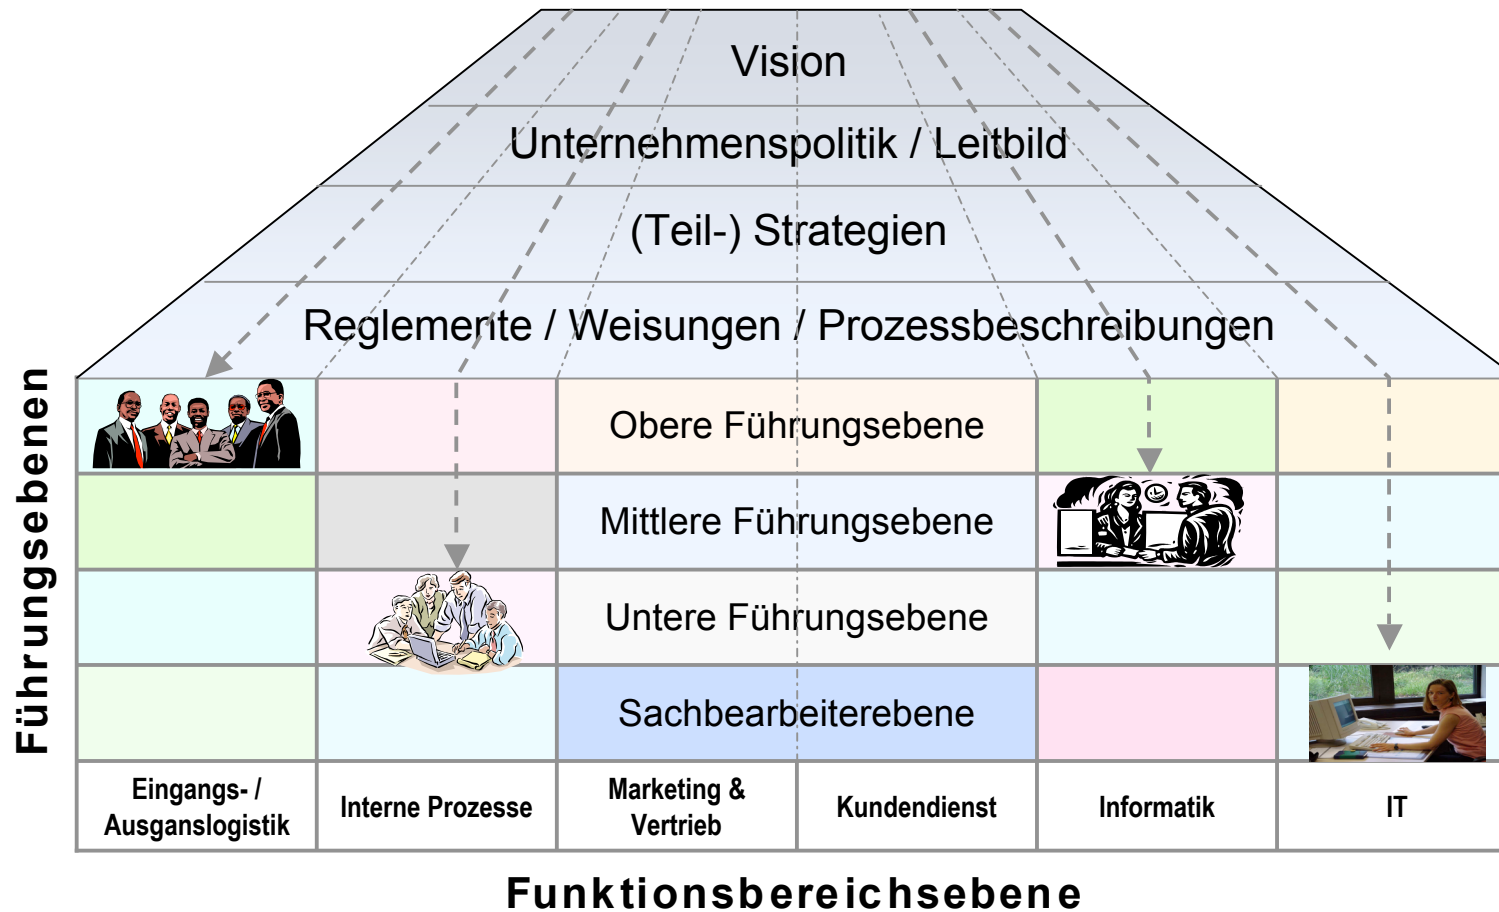 Vision
Unternehmenspolitik / Leitbild
(Teil-) Strategien
Reglemente / Weisungen / Prozessbeschreibungen
Führungsebenen
Obere Führungsebene
Mittlere Führungsebene
Untere Führungsebene
Sachbearbeiterebene
Eingangs- /
Ausganslogistik
Interne Prozesse
Marketing &
Vertrieb
Kundendienst
Informatik
IT
Funktionsbereichsebene